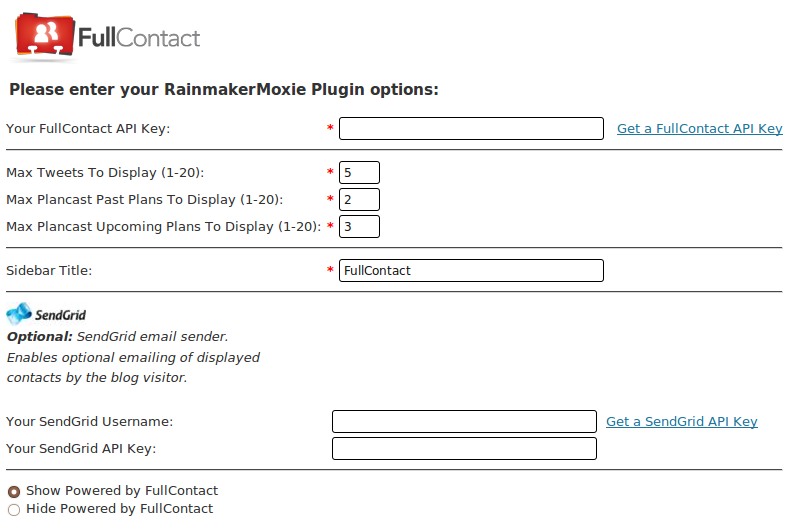 FullContact
Please enter your RainmakerMoxie Plugin options:
Your FullContact API Key: * Get a FullContact API Key
Max Tweets To Display (1-20): * 5
Max Plancast Past Plans To Display (1-20): * 2
Max Plancast Upcoming Plans To Display (1-20): * 3
Sidebar Title: * FullContact
SendGrid
Optional: SendGrid email sender.
Enables optional emailing of displayed
contacts by the blog visitor.
Your SendGrid Username: Get a SendGrid API Key
Your SendGrid API Key:
Show Powered by FullContact
Hide Powered by FullContact